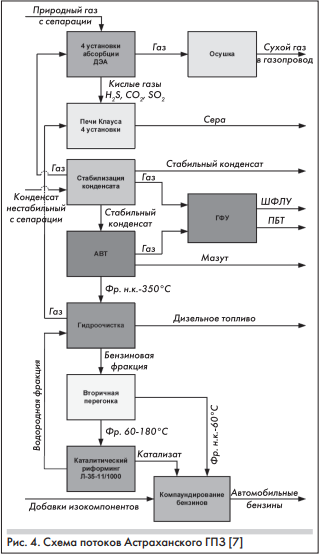 Природный газ
с сепарации
4 установки
абсорбции
ДЭА
Газ
Осушка
Сухой газ
в газопровод
Кислые газы
H2S, CO2, SO2
Печи Клауса
4 установки
Сера
Газ
Стабилизация
конденсата
Стабильный конденсат
Газ
Конденсат
нестабильный
с сепарации
Стабильный
конденсат
ГФУ
ШФЛУ
ПБТ
АВТ
Газ
Мазут
Фр. н.к.-350°С
Газ
Гидроочистка
Дизельное топливо
Бензиновая
фракция
Водородная фракция
Вторичная
перегонка
Фр. 60-180°С
Фр. н.к.-60°С
Каталитический
риформинг
Л-35-11/1000
Катализат
Компаундирование
бензинов
Добавки изокомпонентов
Автомобильные
бензины
Рис. 4. Схема потоков Астраханского ГПЗ [7]